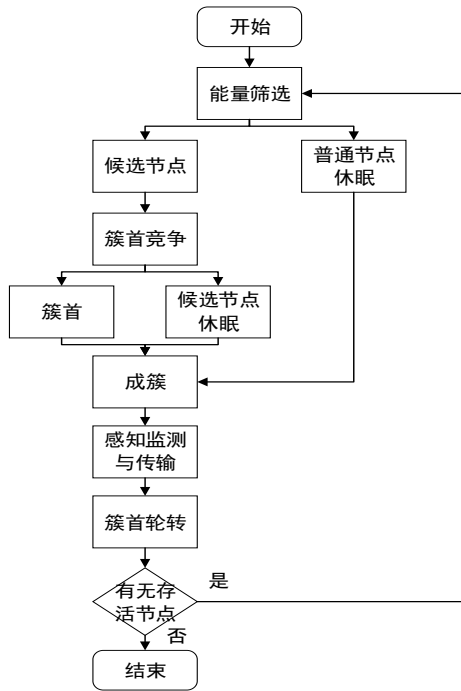 开始
能量筛选
候选节点
普通节点
休眠
簇首竞争
簇首
候选节点
休眠
成簇
感知监测
与传输
簇首轮转
有无存
活节点
是
否
结束